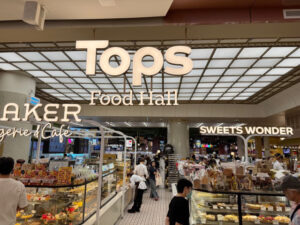 Tops
Food Hall
AKER
gerie & Café
SWEETS WONDER